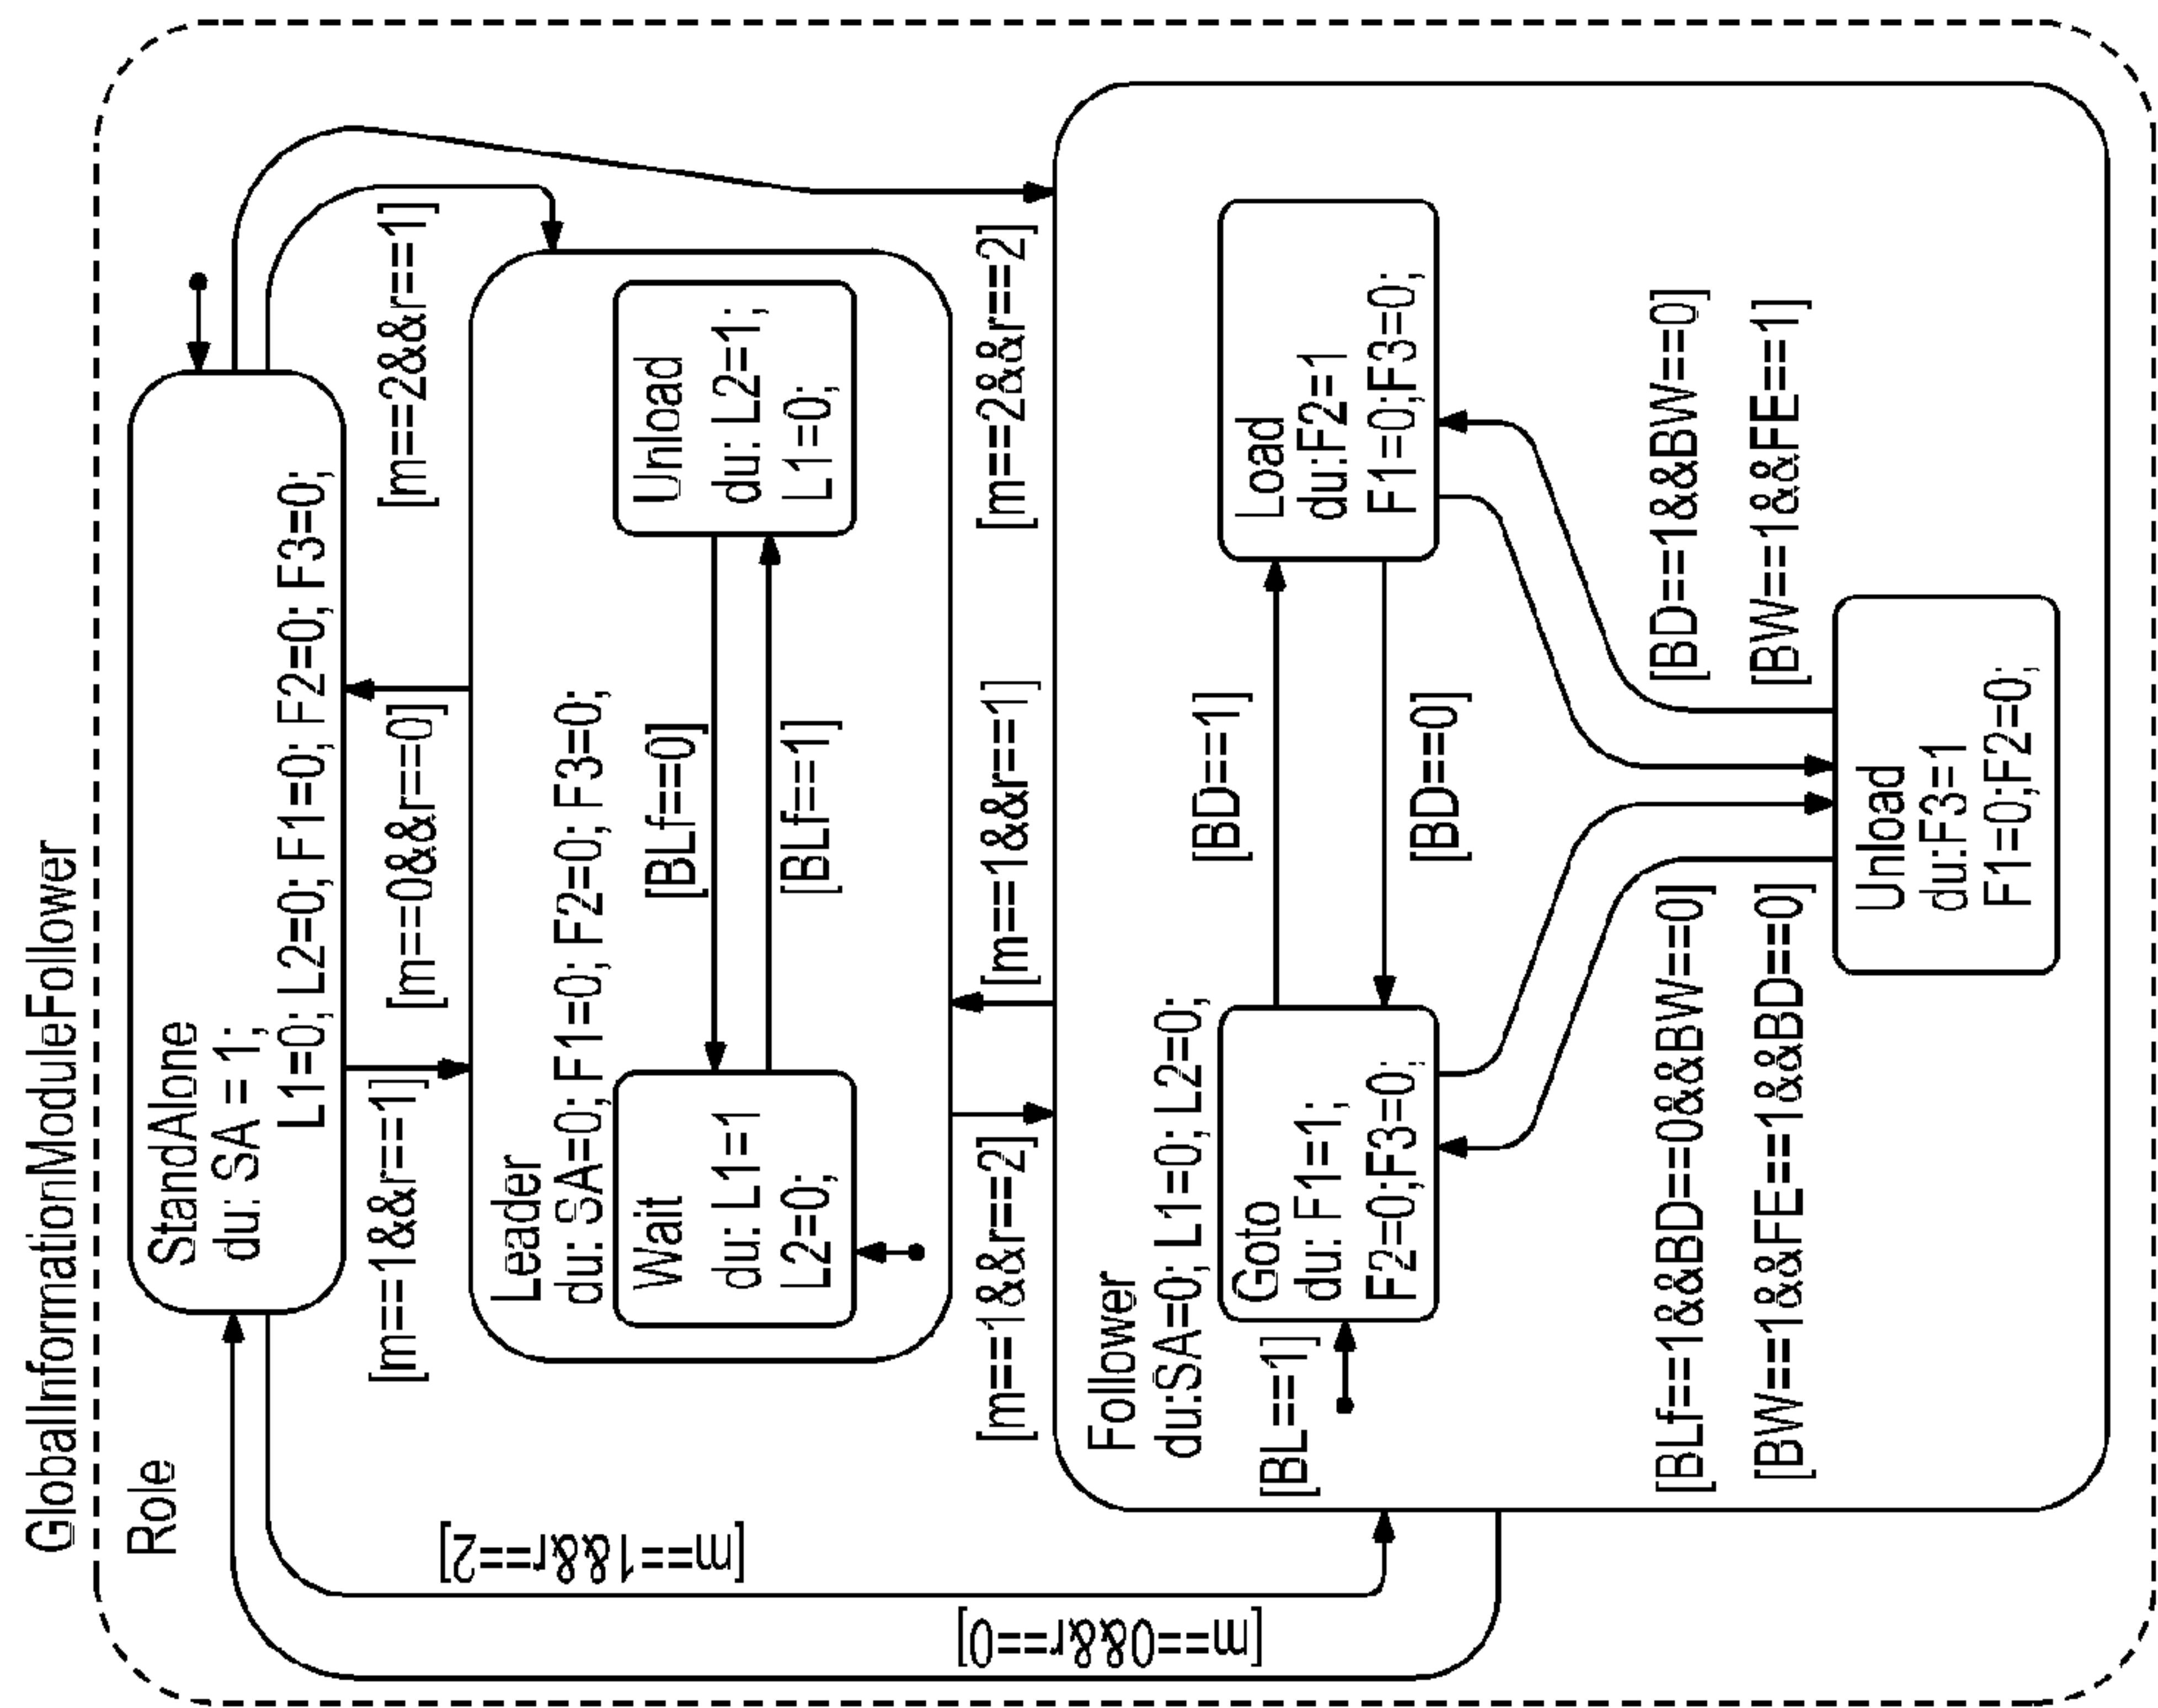 GlobalInformationModuleFollower
Role
StandAlone
du: SA = 1;
L1=0; L2=0; F1=0; F2=0; F3=0;
[m==1&&r==1]
[m==0&&r==0]
[m==2&&r==1]
Leader
du: SA=0; F1=0; F2=0; F3=0;
Wait
du: L1=1
L2=0;
[BLf==0]
[BLf==1]
Unload
du: L2=1;
L1=0;
[m==1&&r==2]
[m==0&&r==0]
[m==1&&r==2]
[m==1&&r==1]
[m==2&&r==2]
Follower
du:SA=0; L1=0; L2=0;
[BL==1]
Goto
du: F1=1;
F2=0;F3=0;
[BD==1]
[BD==0]
Load
du:F2=1
F1=0;F3=0;
[BLf==1&&BD==0&&BW==0]
[BW==1&&FE==1&&BD==0]
[BD==1&&BW==0]
[BW==1&&FE==1]
Unload
du:F3=1
F1=0;F2=0;